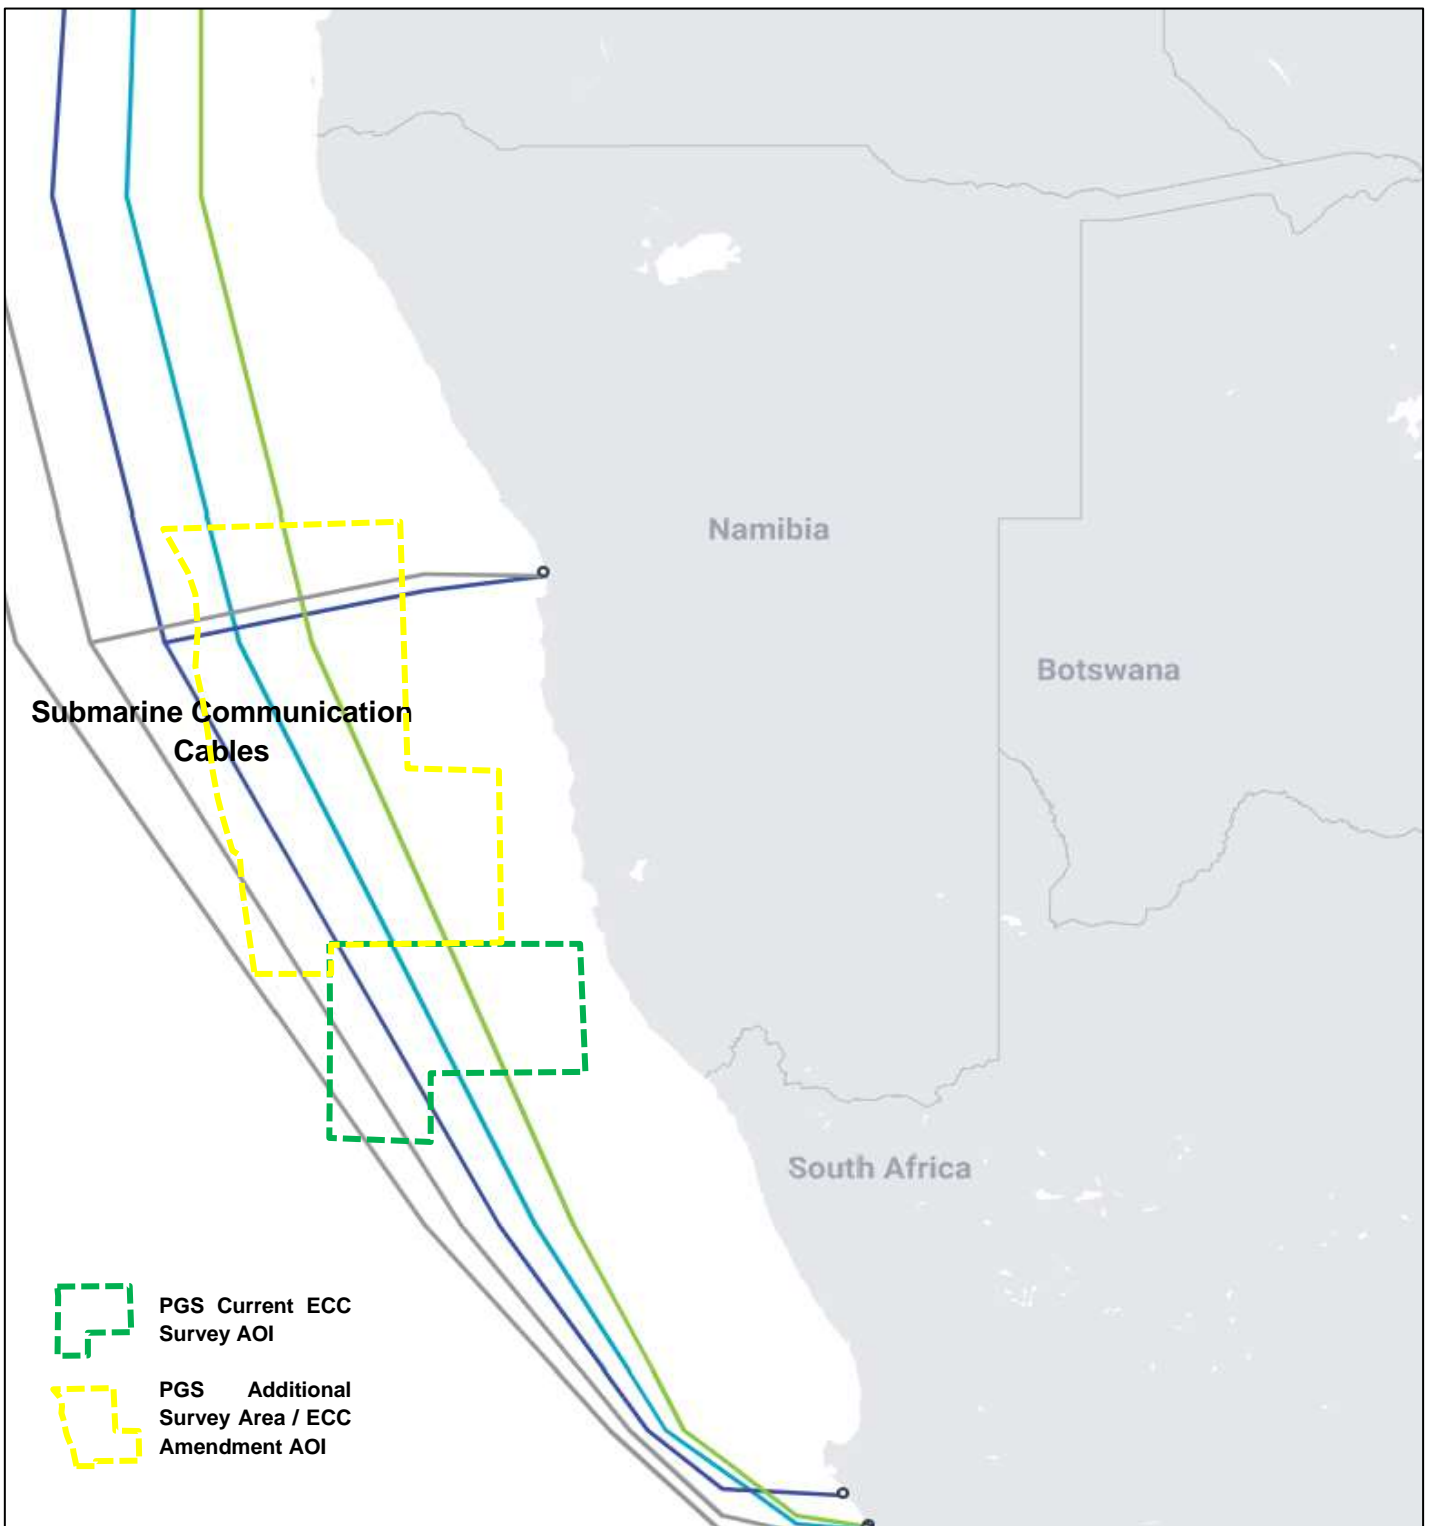 Namibia
Botswana
Submarine Communication
Cables
South Africa
PGS Current ECC
Survey AOI
PGS Additional
Survey Area / ECC
Amendment AOI